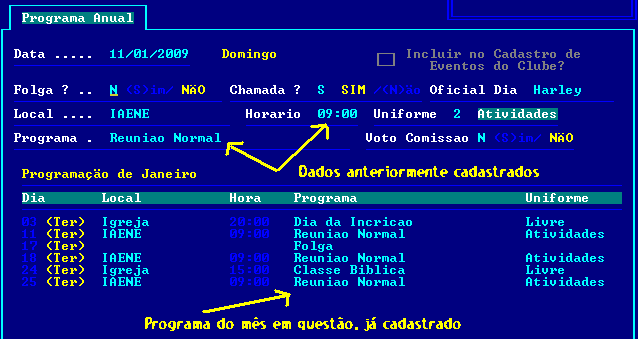 Programa Anual
Data ..... 11/01/2009 Domingo Incluir no Cadastro de
Eventos do Clube?
Folga ? .. N (S)im/ NãO Chamada ? S SIM /(N)ão Oficial Dia Harley
Local .... IAENE Horario 09:00 Uniforme 2 Atividades
Programa . Reuniao Normal Voto Comissao N (S)im/ NãO
Dados anteriormente cadastrados
Programação de Janeiro
Dia Local Hora Programa Uniforme
03 (Ter) Igreja 20:00 Dia da Incricao Livre
11 (Ter) IAENE 09:00 Reuniao Normal Atividades
17 (Ter) Folga
18 (Ter) IAENE 09:00 Reuniao Normal Atividades
24 (Ter) Igreja 15:00 Classe Biblica Livre
25 (Ter) IAENE 09:00 Reuniao Normal Atividades
Programa do mês em questão, já cadastrado